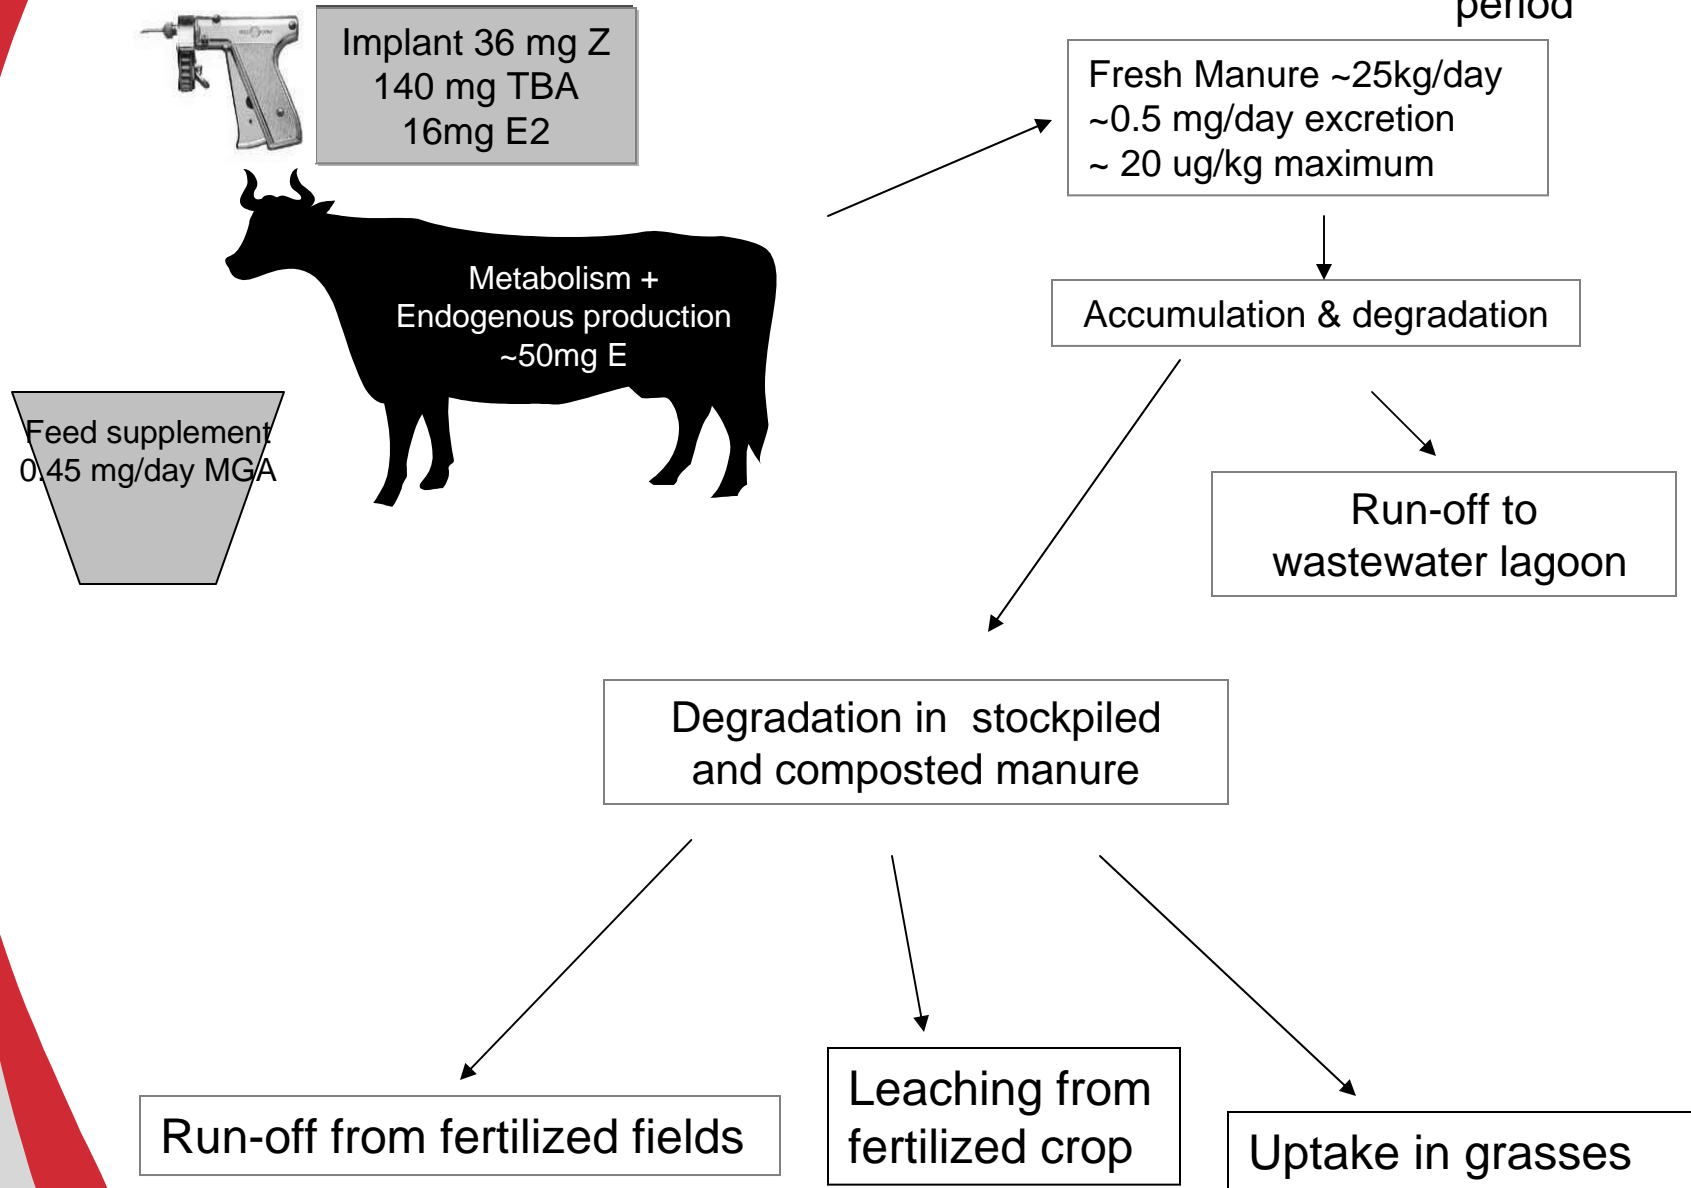 period
Implant 36 mg Z
140 mg TBA
16mg E2
Fresh Manure ~25kg/day
~0.5 mg/day excretion
~ 20 ug/kg maximum
Metabolism +
Endogenous production
~50mg E
Accumulation & degradation
Feed supplement
0.45 mg/day MGA
Run-off to
wastewater lagoon
Degradation in  stockpiled
and composted manure
Run-off from fertilized fields
Leaching from
fertilized crop
Uptake in grasses